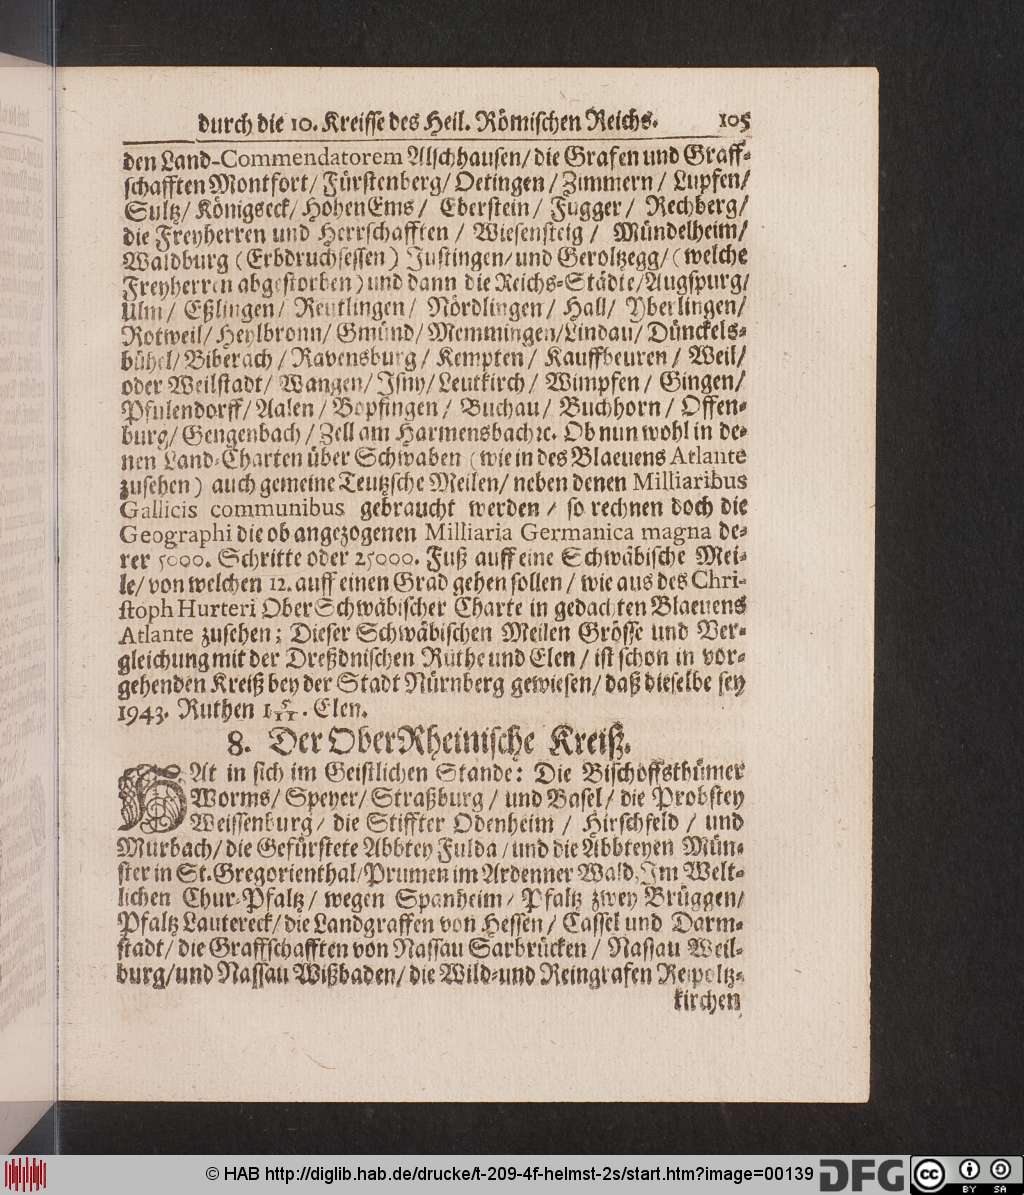 durch die 10. Kreisse des Heil. Römischen Reichs. 105
den Land-Commendatorem Alschhausen/ die Grafen und Graff-
schafften Montfort/ Fürstenberg/ Oetingen / Zimmern / Lupfen/
Sultz/ Königseck/ HohenEms / Eberstein / Fugger / Rechberg/
die Freyherren und Herrschafften / Wiesensteig / Mündelheim/
Waldburg (Erbdruchsessen) Justingen/ und Geroltzegg/ (welche
Freyherren abgestorben) und dann die Reichs-Städte/ Augspurg/
Ulm/ Eßlingen/ Reutlingen/ Nördlingen/ Hall/ Yberlingen/
Rotweil/ Heylbronn/ Gmünd/ Memmingen/ Lindau/ Dünckels-
bühel/ Biberach / Ravensburg / Kempten / Kauffbeuren / Weil/
oder Weilstadt/ Wangen/ Isny/ Leutkirch/ Wimpfen / Gingen/
Pfulendorff/ Aalen / Bopfingen / Buchau/ Buchhorn / Offen-
burg/ Gengenbach / Zell am Harmensbach ꝛc. Ob nun wohl in de-
nen Land-Charten über Schwaben (wie in des Blaeuens Atlante
zusehen) auch gemeine Teutzsche Meilen/ neben denen Milliaribus
Gallicis communibus gebraucht werden / so rechnen doch die
Geographi die ob angezogenen Milliaria Germanica magna de-
rer 5000. Schritte oder 25000. Fuß auff eine Schwäbische Mei-
le/ von welchen 12. auff einen Grad gehen sollen / wie aus des Chri-
stoph Hurteri Ober Schwäbischer Charte in gedachten Blaeuens
Atlante zusehen; Dieser Schwäbischen Meilen Grösse und Ver-
gleichung mit der Dreßdnischen Ruthe und Elen / ist schon in vor-
gehenden Kreiß bey der Stadt Nürnberg gewiesen/ daß dieselbe sey
1943. Ruthen 1 5/11. Elen.
8. Der OberRheinische Kreiß.
HAt in sich im Geistlichen Stande: Die Bischoffsthümer
Worms/ Speyer/ Straßburg / und Basel/ die Probstey
Weissenburg/ die Stiffter Odenheim / Hirschfeld / und
Murbach/ die Gefürstete Abbtey Fulda / und die Abbteyen Mün-
ster in St. Gregorienthal/ Prumen im Ardenner Wald. Im Welt-
lichen Chur-Pfaltz / wegen Spanheim/ Pfaltz zwey Brüggen/
Pfaltz Lautereck/ die Landgraffen von Hessen / Cassel und Darm-
stadt/ die Graffschafften von Nassau Sarbrücken / Nassau Weil-
burg/ und Nassau Wißbaden/ die Wild-und Reingrafen Reipoltz-
kirchen
© HAB http://diglib.hab.de/drucke/t-209-4f-helmst-2s/start.htm?image=00139 DFG cc BY SA